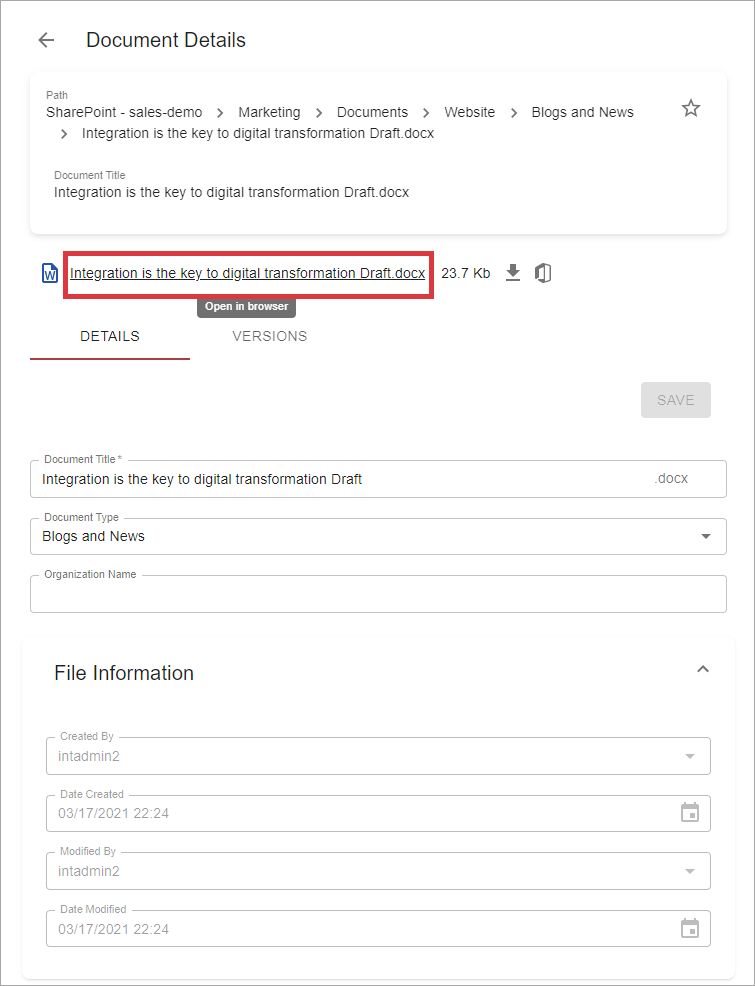 Document Details
Path
SharePoint - sales-demo > Marketing > Documents > Website > Blogs and News
> Integration is the key to digital transformation Draft.docx
Document Title
Integration is the key to digital transformation Draft.docx
W Integration is the key to digital transformation Draft.docx 23.7 Kb
Open in browser
DETAILS VERSIONS
SAVE
Document Title *
Integration is the key to digital transformation Draft .docx
Document Type
Blogs and News
Organization Name
File Information
Created By
intadmin2
Date Created
03/17/2021 22:24
Modified By
intadmin2
Date Modified
03/17/2021 22:24